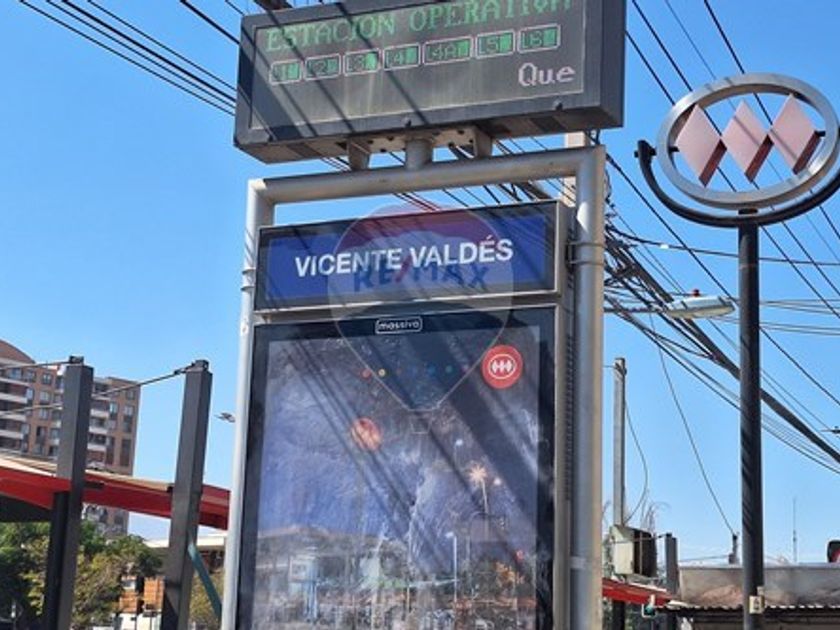 ESTACION OPERATIVA
L1 L2 L3 L4 L4A L5 L6
Que
VICENTE VALDÉS
RE/MAX
massiva